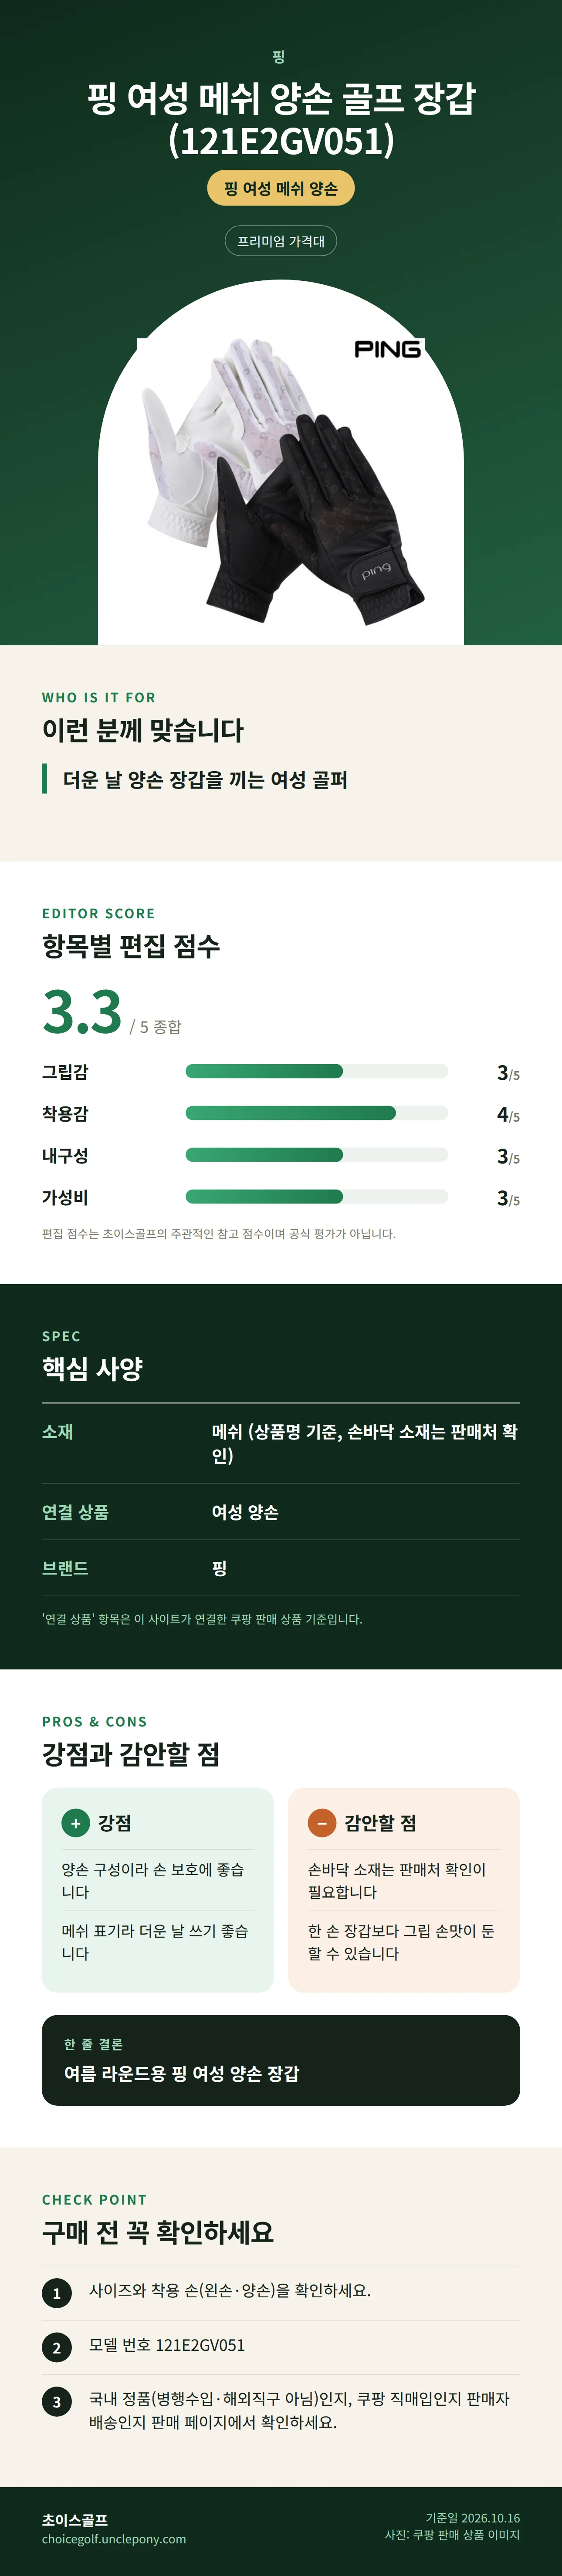 핑
핑 여성 메쉬 양손 골프 장갑
(121E2GV051)
핑 여성 메쉬 양손
프리미엄 가격대
PING
ping
WHO IS IT FOR
이런 분께 맞습니다
더운 날 양손 장갑을 끼는 여성 골퍼
EDITOR SCORE
항목별 편집 점수
3.3 / 5 종합
그립감 3/5
착용감 4/5
내구성 3/5
가성비 3/5
편집 점수는 초이스골프의 주관적인 참고 점수이며 공식 평가가 아닙니다.
SPEC
핵심 사양
소재 메쉬 (상품명 기준, 손바닥 소재는 판매처 확
인)
연결 상품 여성 양손
브랜드 핑
'연결 상품' 항목은 이 사이트가 연결한 쿠팡 판매 상품 기준입니다.
PROS & CONS
강점과 감안할 점
+ 강점
양손 구성이라 손 보호에 좋습
니다
메쉬 표기라 더운 날 쓰기 좋습
니다
− 감안할 점
손바닥 소재는 판매처 확인이
필요합니다
한 손 장갑보다 그립 손맛이 둔
할 수 있습니다
한 줄 결론
여름 라운드용 핑 여성 양손 장갑
CHECK POINT
구매 전 꼭 확인하세요
1 사이즈와 착용 손(왼손·양손)을 확인하세요.
2 모델 번호 121E2GV051
3 국내 정품(병행수입·해외직구 아님)인지, 쿠팡 직매입인지 판매자
배송인지 판매 페이지에서 확인하세요.
초이스골프
choicegolf.unclepony.com
기준일 2026.10.16
사진: 쿠팡 판매 상품 이미지